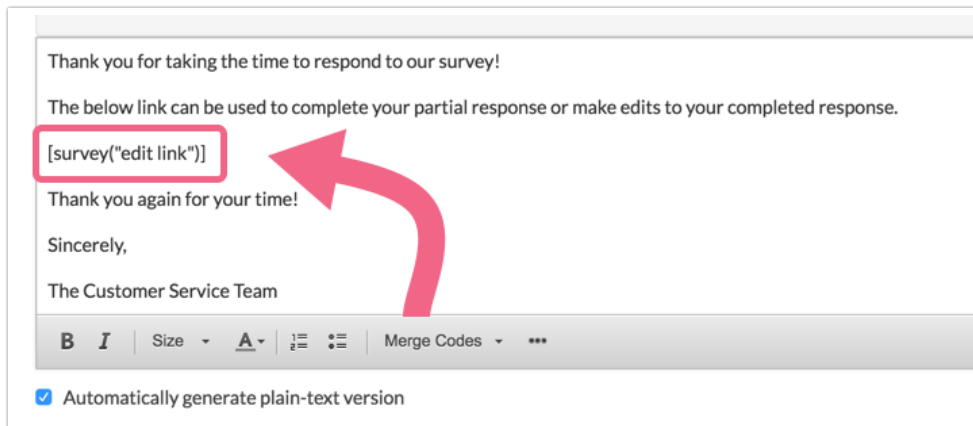 Thank you for taking the time to respond to our survey!
The below link can be used to complete your partial response or make edits to your completed response.
[survey("edit link")]
Thank you again for your time!
Sincerely,
The Customer Service Team
B I Size A Merge Codes
Automatically generate plain-text version